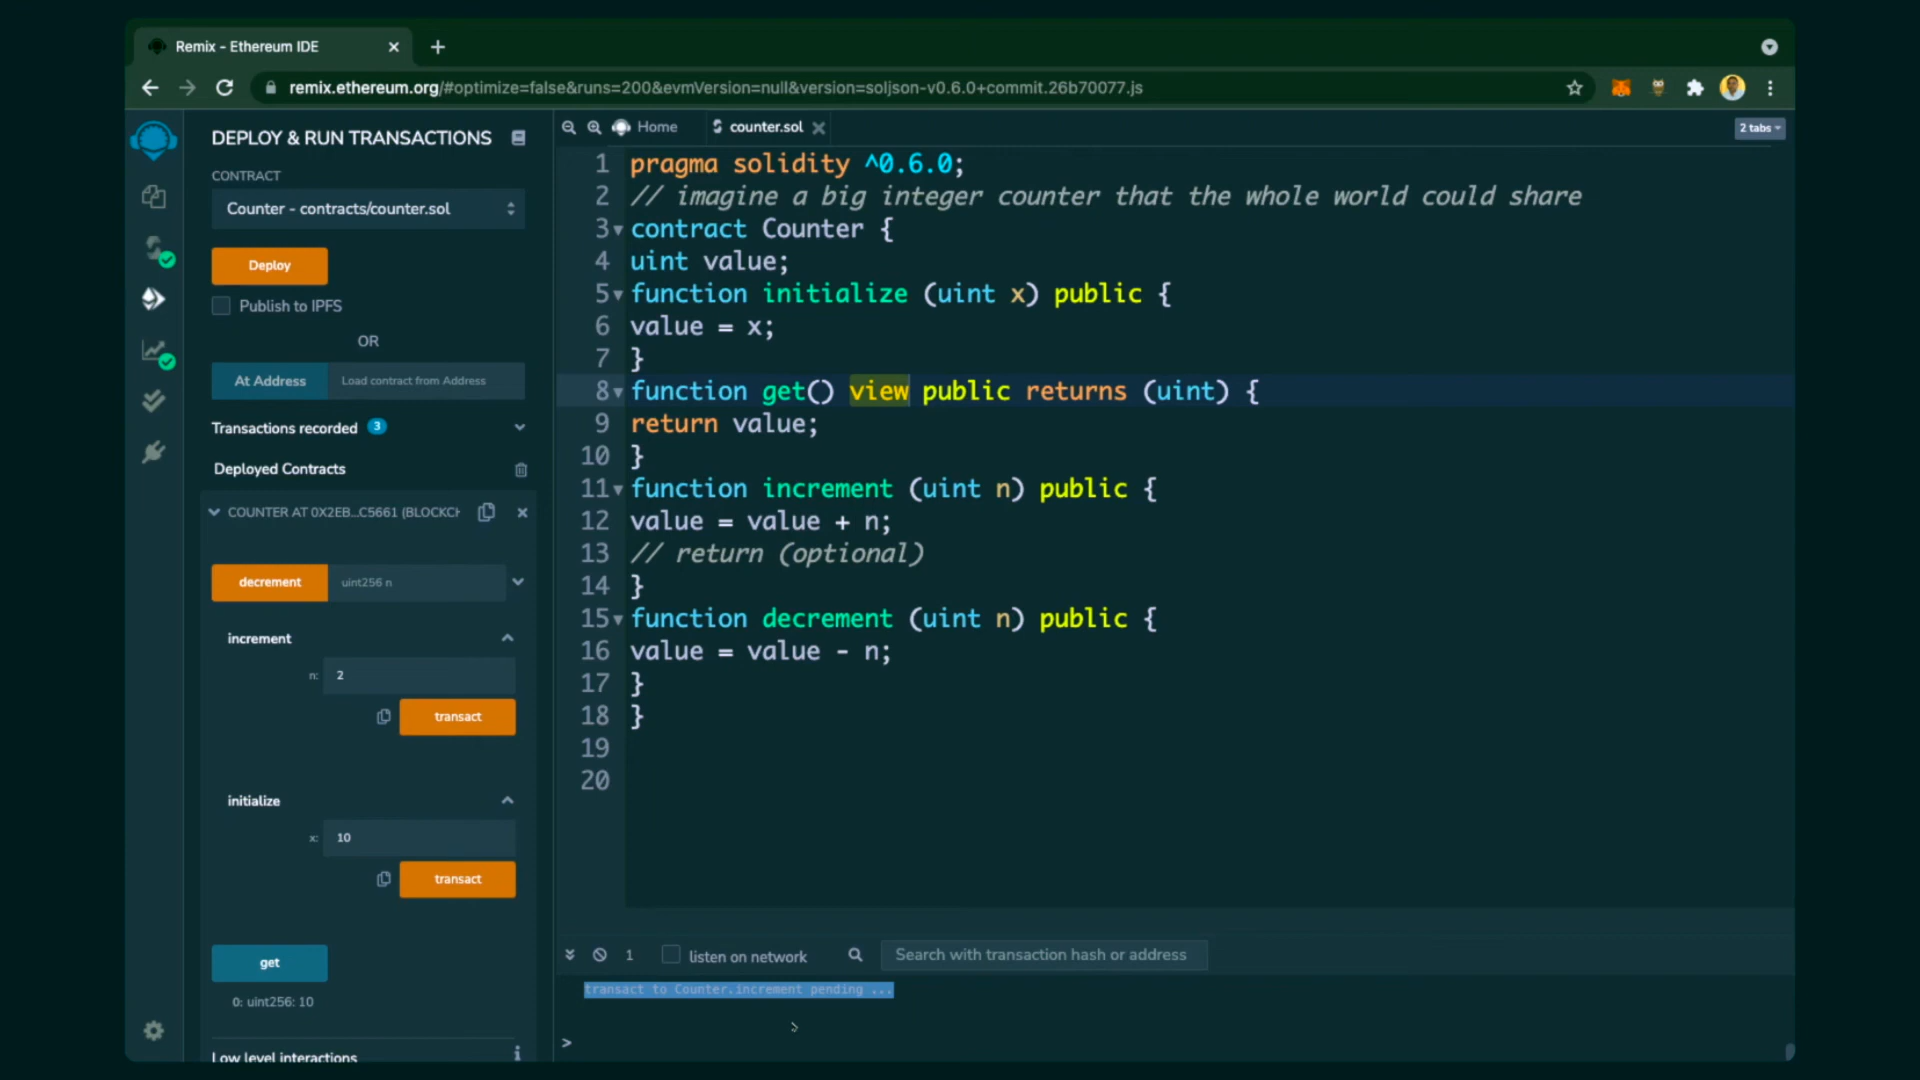 Remix - Ethereum IDE
remix.ethereum.org/#optimize=false&runs=200&evmVersion=null&version=soljson-v0.6.0+commit.26b70077.js
DEPLOY & RUN TRANSACTIONS
CONTRACT
Counter - contracts/counter.sol
Deploy
Publish to IPFS
OR
At Address
Load contract from Address
Transactions recorded 3
Deployed Contracts
COUNTER AT 0X2EB...C5661 (BLOCKCH
decrement
uint256 n
increment
n:
2
transact
initialize
x:
10
transact
get
0: uint256: 10
Low level interactions
i
Home
counter.sol
2 tabs
1 pragma solidity ^0.6.0;
2 // imagine a big integer counter that the whole world could share
3 contract Counter {
4 uint value;
5 function initialize (uint x) public {
6 value = x;
7 }
8 function get() view public returns (uint) {
9 return value;
10 }
11 function increment (uint n) public {
12 value = value + n;
13 // return (optional)
14 }
15 function decrement (uint n) public {
16 value = value - n;
17 }
18 }
19
20
1
listen on network
Search with transaction hash or address
transact to Counter.increment pending ...
>